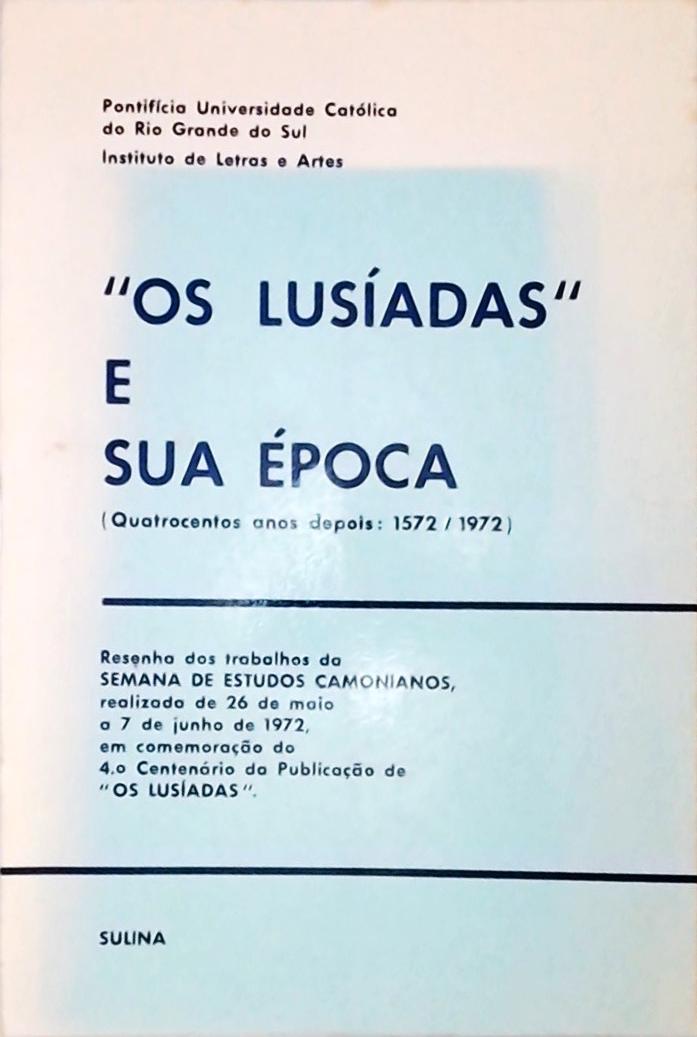 Pontifícia Universidade Católica
do Rio Grande do Sul
Instituto de Letras e Artes
"OS LUSÍADAS"
E
SUA ÉPOCA
(Quatrocentos anos depois: 1572 / 1972)
Resenha dos trabalhos da
SEMANA DE ESTUDOS CAMONIANOS,
realizada de 26 de maio
a 7 de junho de 1972,
em comemoração do
4.o Centenário da Publicação de
"OS LUSÍADAS".
SULINA